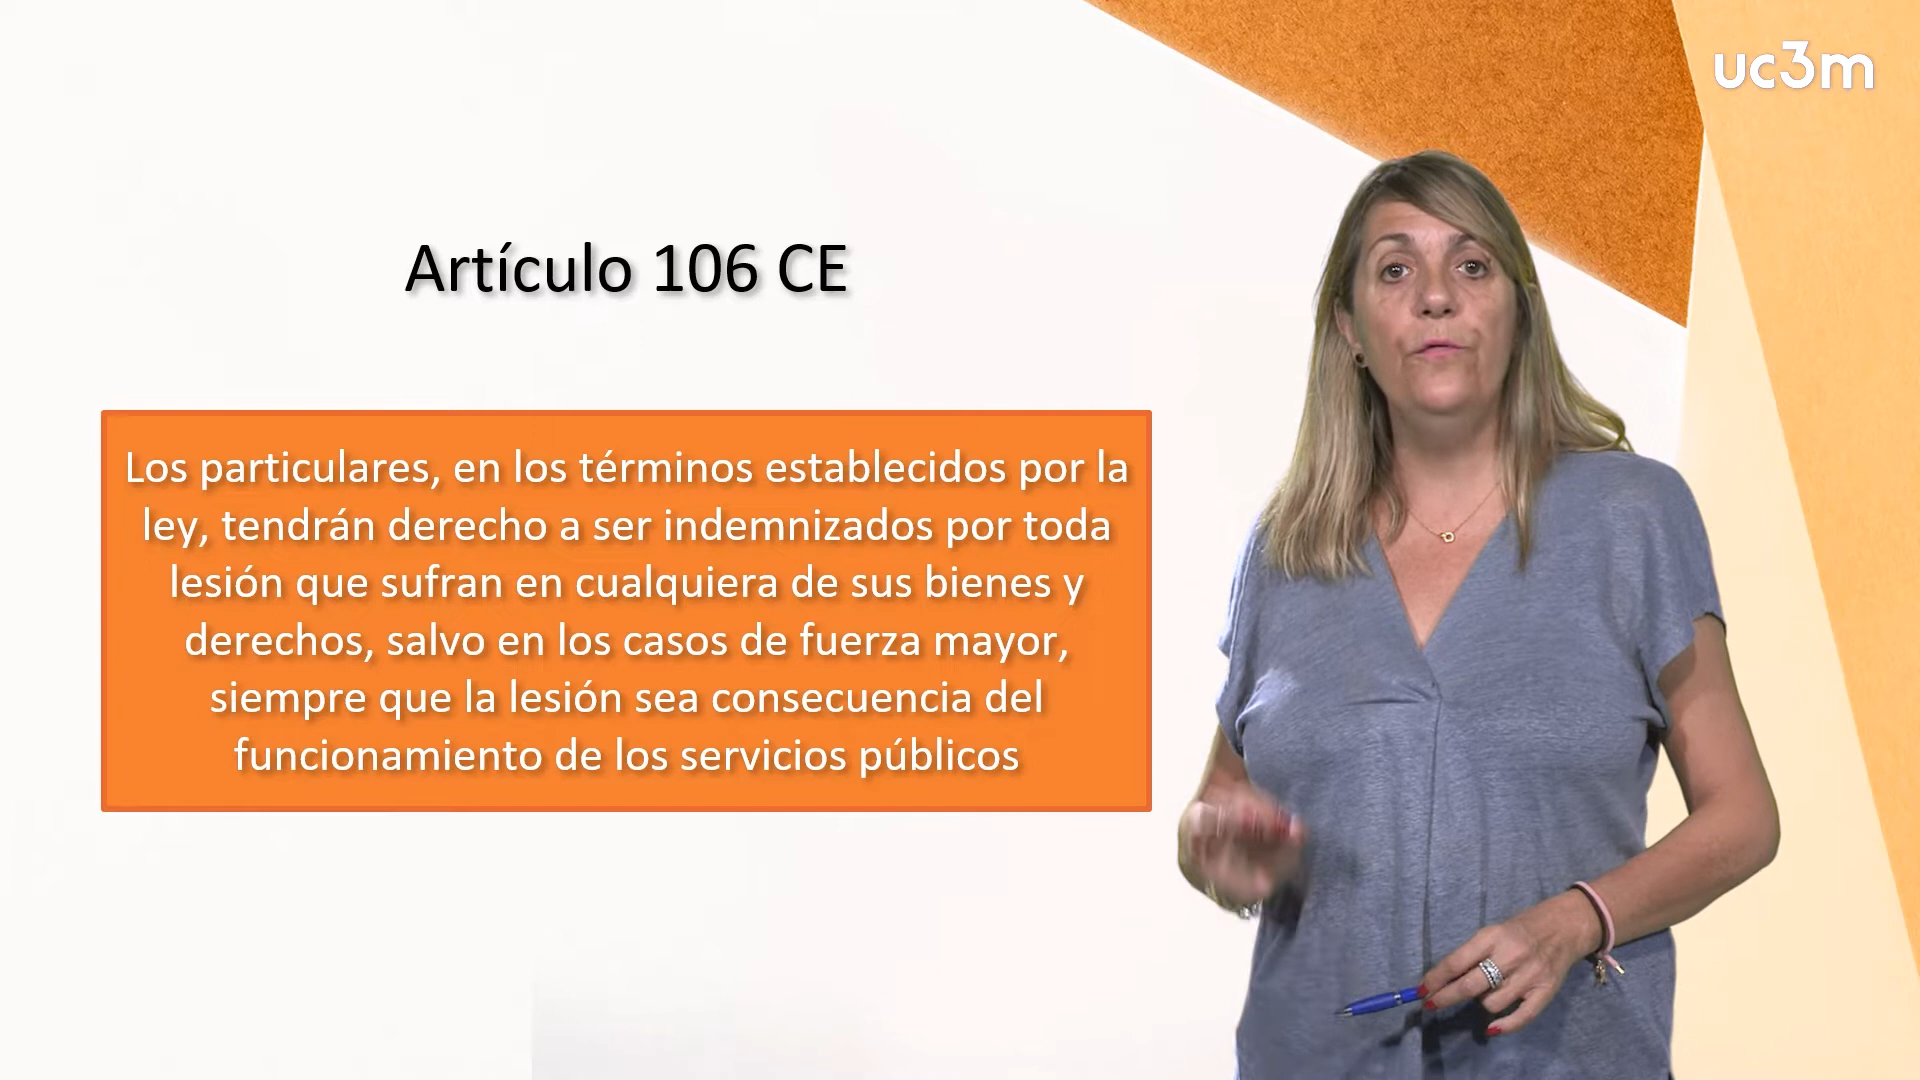 uc3m
Artículo 106 CE
Los particulares, en los términos establecidos por la
ley, tendrán derecho a ser indemnizados por toda
lesión que sufran en cualquiera de sus bienes y
derechos, salvo en los casos de fuerza mayor,
siempre que la lesión sea consecuencia del
funcionamiento de los servicios públicos